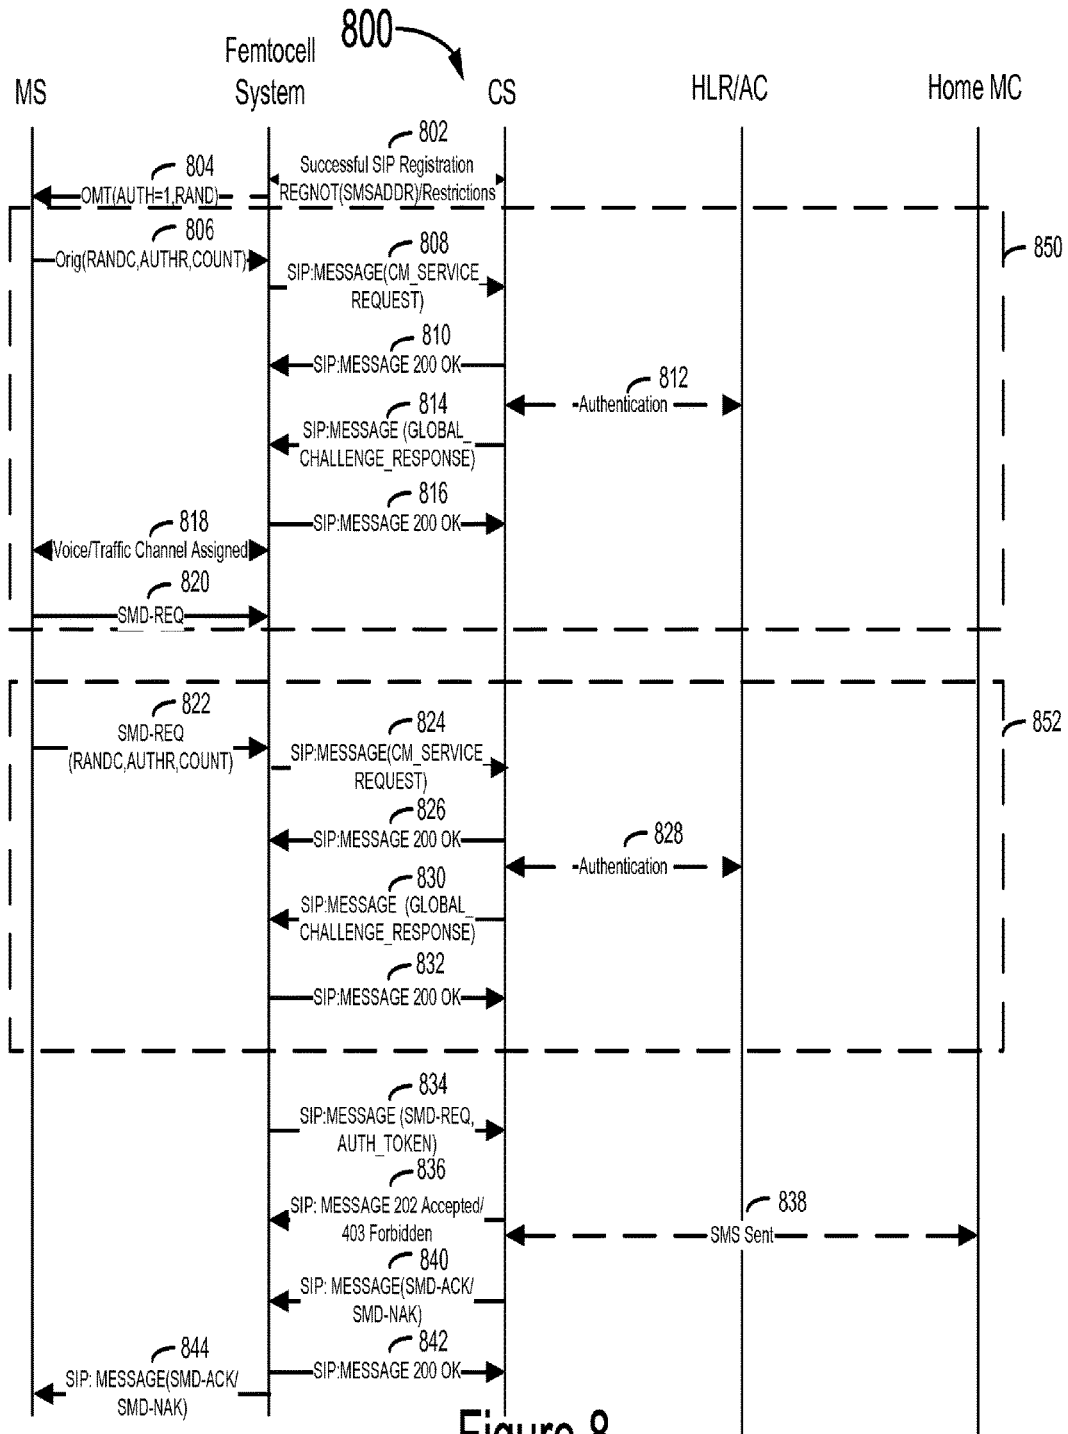 800
Femtocell
System
MS
CS
HLR/AC
Home MC
802
Successful SIP Registration
REGNOT(SMSADDR)/Restrictions
804
OMT(AUTH=1,RAND)
806
Orig(RANDC,AUTHR,COUNT)
808
SIP:MESSAGE(CM_SERVICE_
REQUEST)
850
810
SIP:MESSAGE 200 OK
812
Authentication
814
SIP:MESSAGE (GLOBAL_
CHALLENGE_RESPONSE)
816
SIP:MESSAGE 200 OK
818
Voice/Traffic Channel Assigned
820
SMD-REQ
822
SMD-REQ
(RANDC,AUTHR,COUNT)
824
SIP:MESSAGE(CM_SERVICE_
REQUEST)
852
826
SIP:MESSAGE 200 OK
828
Authentication
830
SIP:MESSAGE (GLOBAL_
CHALLENGE_RESPONSE)
832
SIP:MESSAGE 200 OK
834
SIP:MESSAGE (SMD-REQ,
AUTH_TOKEN)
836
SIP: MESSAGE 202 Accepted/
403 Forbidden
838
SMS Sent
840
SIP: MESSAGE(SMD-ACK/
SMD-NAK)
842
SIP:MESSAGE 200 OK
844
SIP: MESSAGE(SMD-ACK/
SMD-NAK)
Figure 8